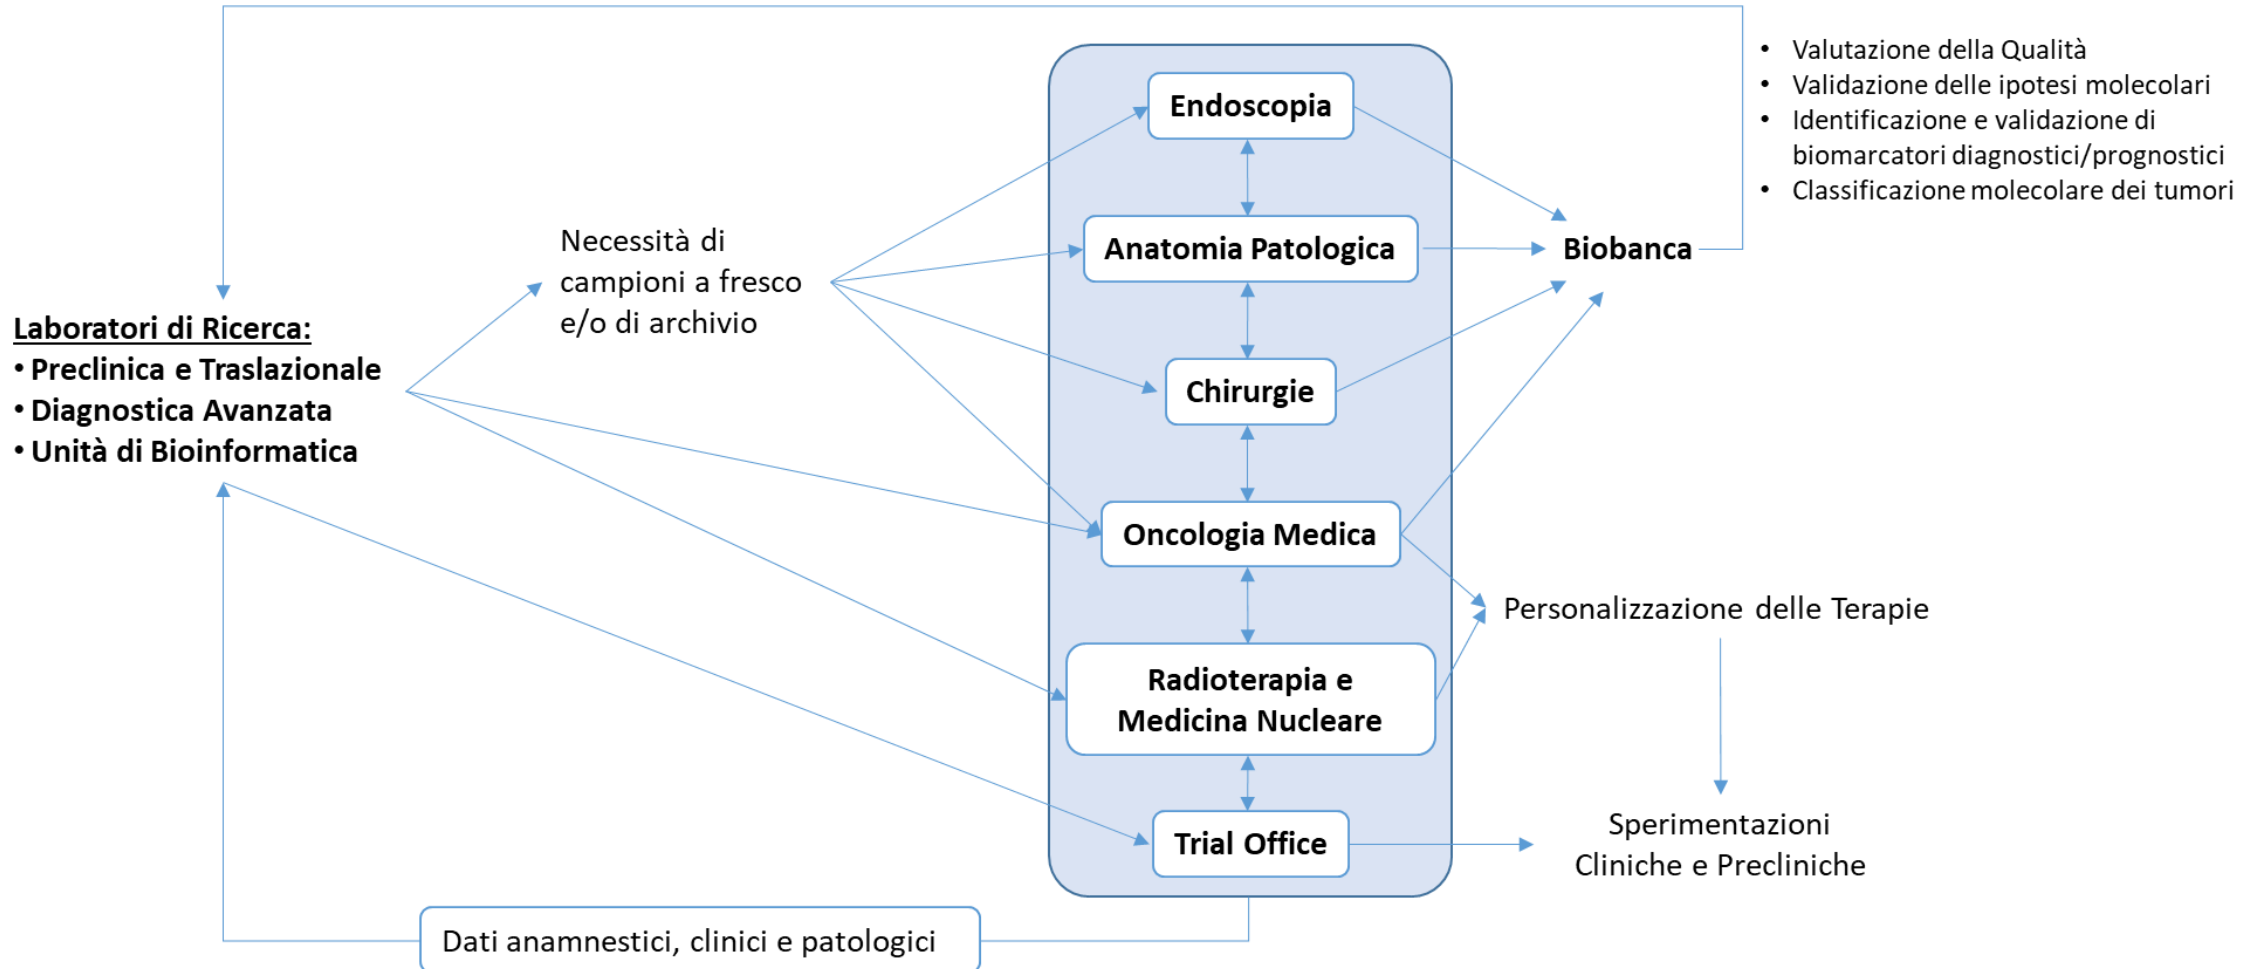 Laboratori di Ricerca:
• Preclinica e Traslazionale
• Diagnostica Avanzata
• Unità di Bioinformatica
Necessità di
campioni a fresco
e/o di archivio
Endoscopia
Anatomia Patologica
Chirurgie
Oncologia Medica
Radioterapia e
Medicina Nucleare
Trial Office
Biobanca
• Valutazione della Qualità
• Validazione delle ipotesi molecolari
• Identificazione e validazione di
biomarcatori diagnostici/prognostici
• Classificazione molecolare dei tumori
Personalizzazione delle Terapie
Sperimentazioni
Cliniche e Precliniche
Dati anamnestici, clinici e patologici